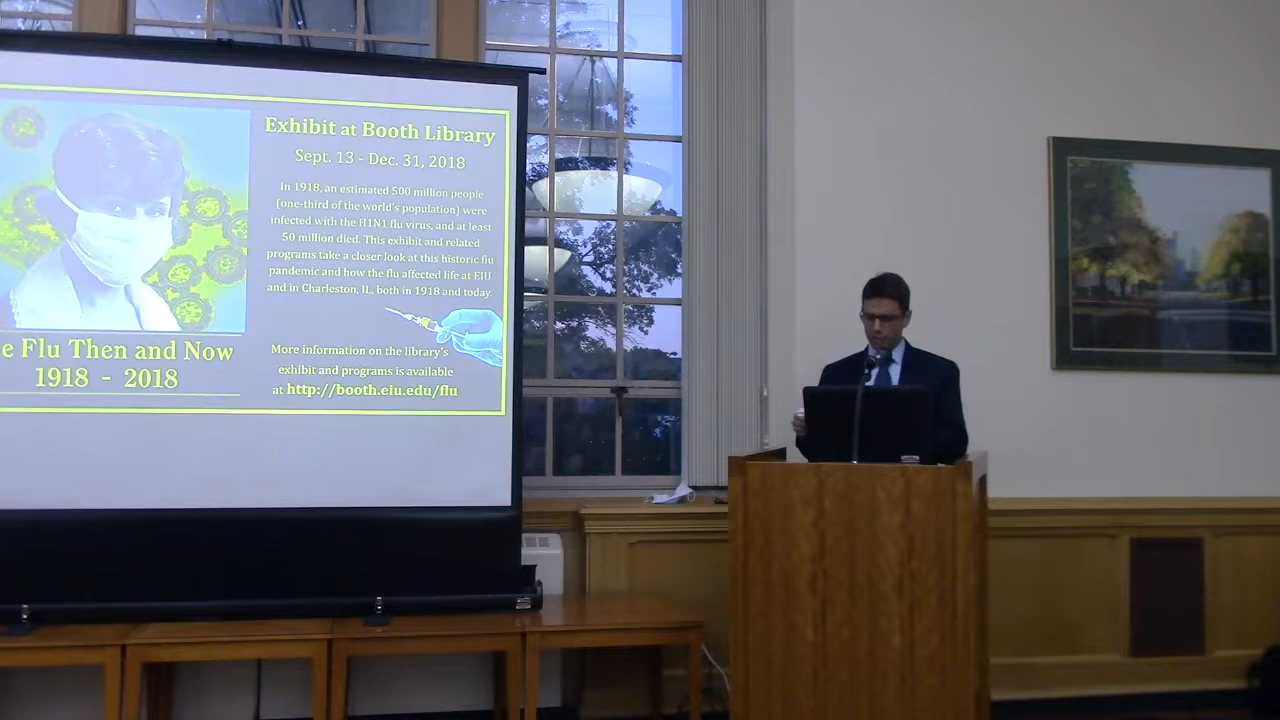 Exhibit at Booth Library
Sept. 13 - Dec. 31, 2018
In 1918, an estimated 500 million people
(one-third of the world's population) were
infected with the H1N1 flu virus, and at least
50 million died. This exhibit and related
programs take a closer look at this historic flu
pandemic and how the flu affected life at EIU
and in Charleston, IL, both in 1918 and today.
e Flu Then and Now
1918 - 2018
More information on the library's
exhibit and programs is available
at http://booth.eiu.edu/flu